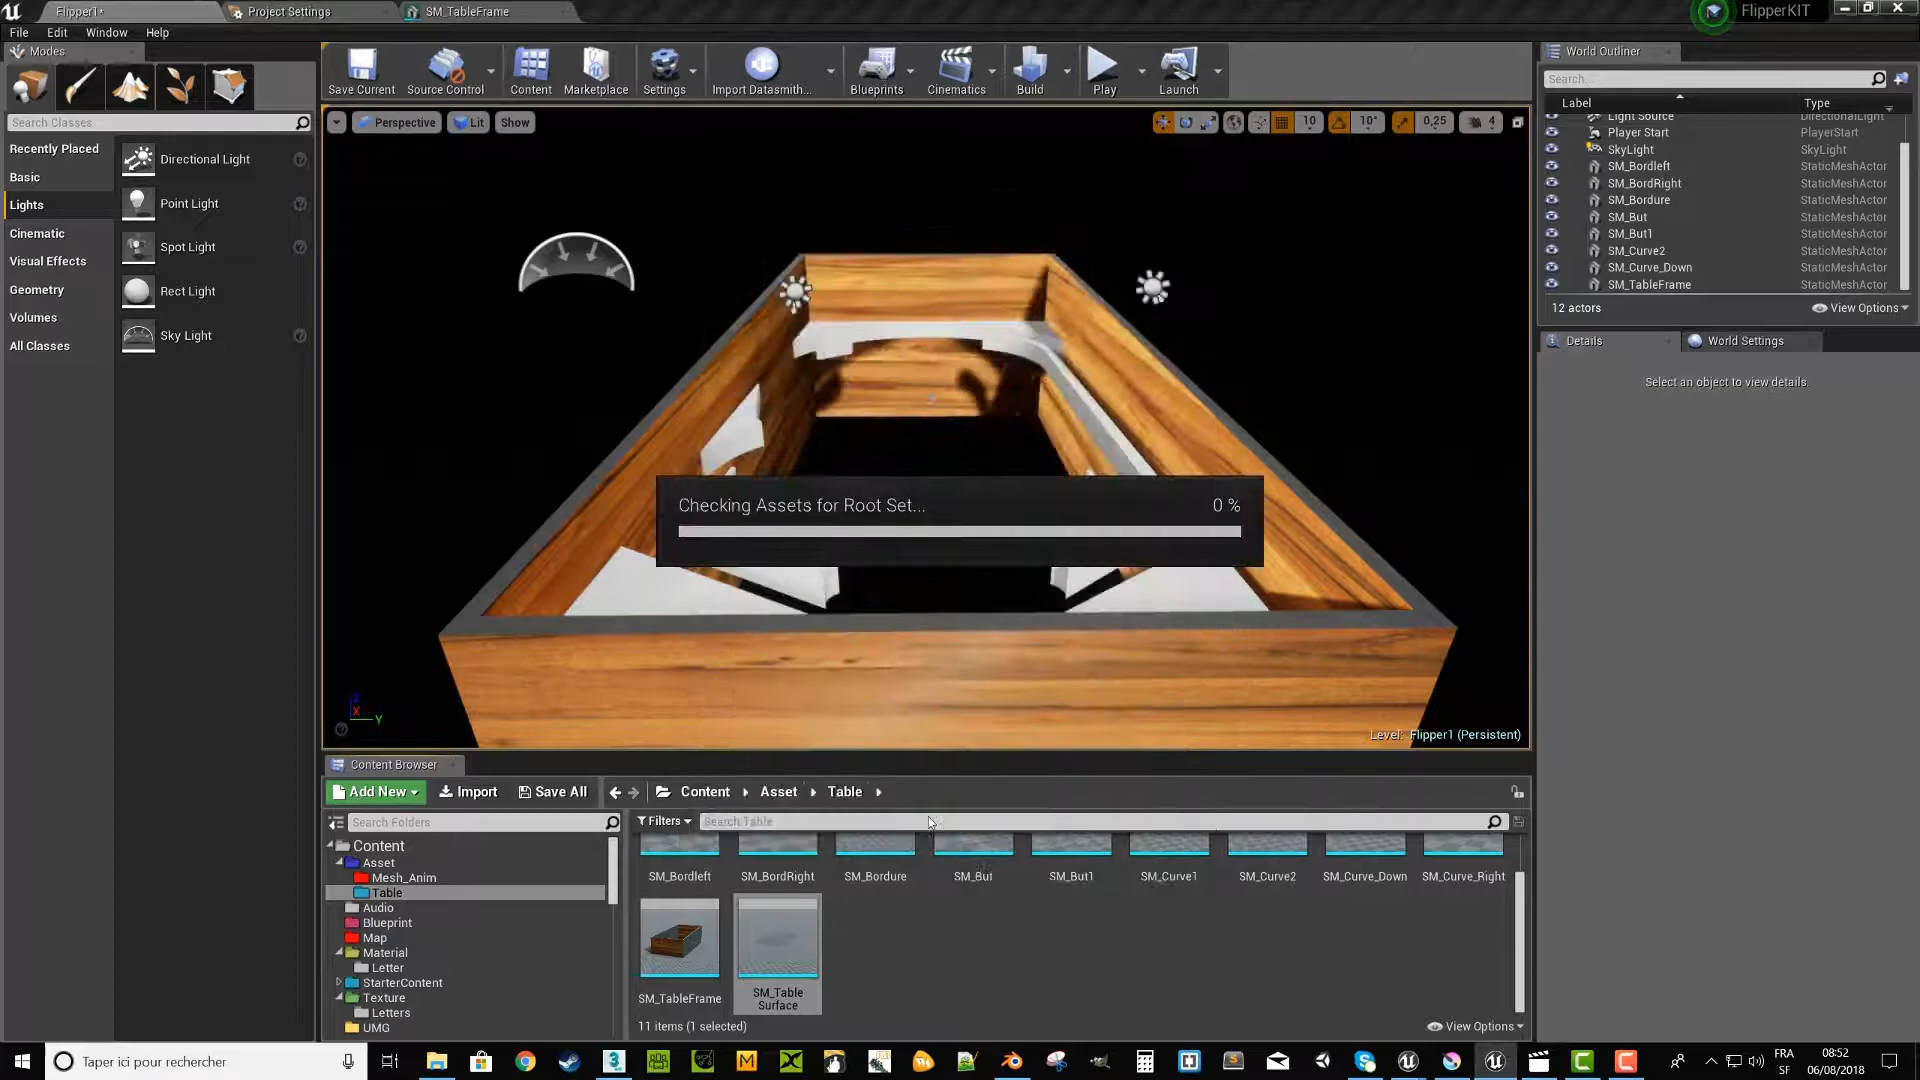 Flipper1*
Project Settings
SM_TableFrame
FlipperKIT
File Edit Window Help
Modes
Search Classes
Recently Placed
Basic
Lights
Cinematic
Visual Effects
Geometry
Volumes
All Classes
Directional Light
Point Light
Spot Light
Rect Light
Sky Light
Save Current
Source Control
Content
Marketplace
Settings
Import Datasmith...
Blueprints
Cinematics
Build
Play
Launch
Perspective
Lit
Show
10
10°
0,25
4
Checking Assets for Root Set... 0 %
X
Y
Level: Flipper1 (Persistent)
World Outliner
Search...
Label Type
Light Source DirectionalLight
Player Start PlayerStart
SkyLight SkyLight
SM_Bordleft StaticMeshActor
SM_BordRight StaticMeshActor
SM_Bordure StaticMeshActor
SM_But StaticMeshActor
SM_But1 StaticMeshActor
SM_Curve2 StaticMeshActor
SM_Curve_Down StaticMeshActor
SM_TableFrame StaticMeshActor
12 actors
View Options
Details
World Settings
Select an object to view details.
Content Browser
Add New
Import
Save All
Content
Asset
Table
Search Folders
Filters
Search Table
Content
Asset
Mesh_Anim
Table
Audio
Blueprint
Map
Material
Letter
StarterContent
Texture
Letters
UMG
SM_Bordleft
SM_BordRight
SM_Bordure
SM_But
SM_But1
SM_Curve1
SM_Curve2
SM_Curve_Down
SM_Curve_Right
SM_TableFrame
SM_Table
Surface
11 items (1 selected)
View Options
Taper ici pour rechercher
FRA
SF
08:52
06/08/2018